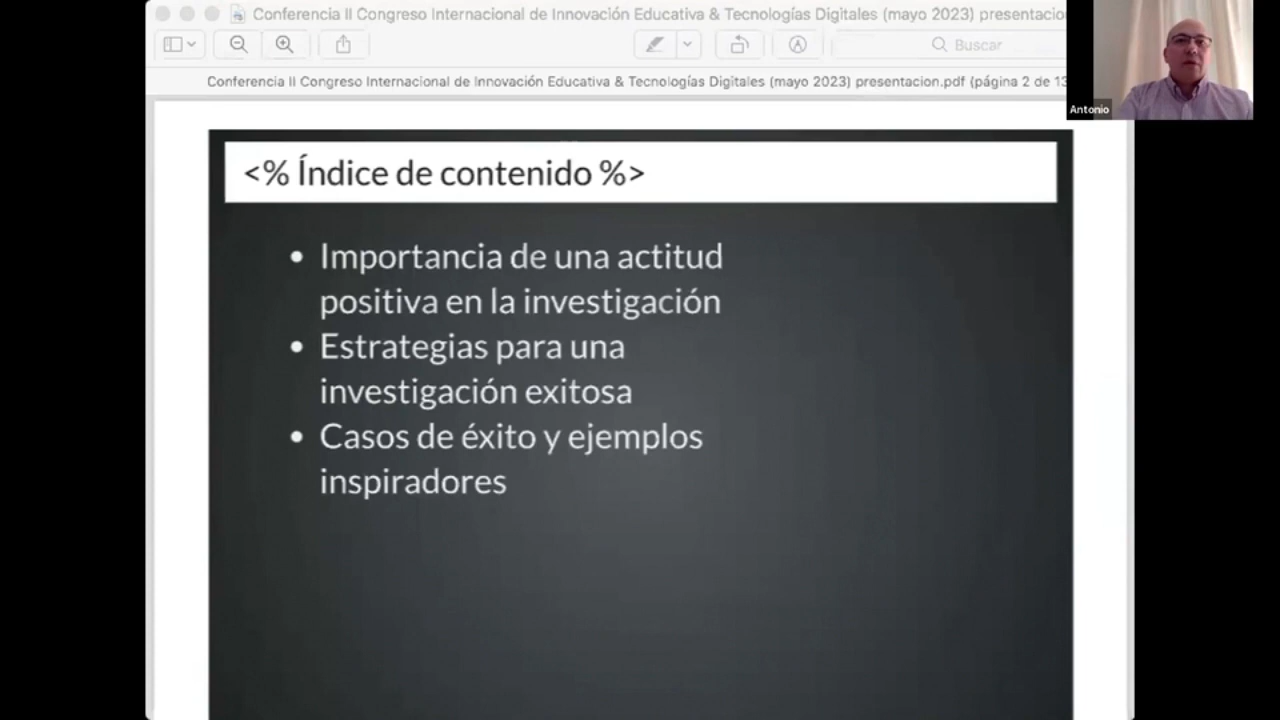 Conferencia II Congreso Internacional de Innovación Educativa & Tecnologías Digitales (mayo 2023)
Buscar
Conferencia II Congreso Internacional de Innovación Educativa & Tecnologías Digitales (mayo 2023) presentacion.pdf (página 2 de 13
Antonio
<% Índice de contenido %>
• Importancia de una actitud
positiva en la investigación
• Estrategias para una
investigación exitosa
• Casos de éxito y ejemplos
inspiradores